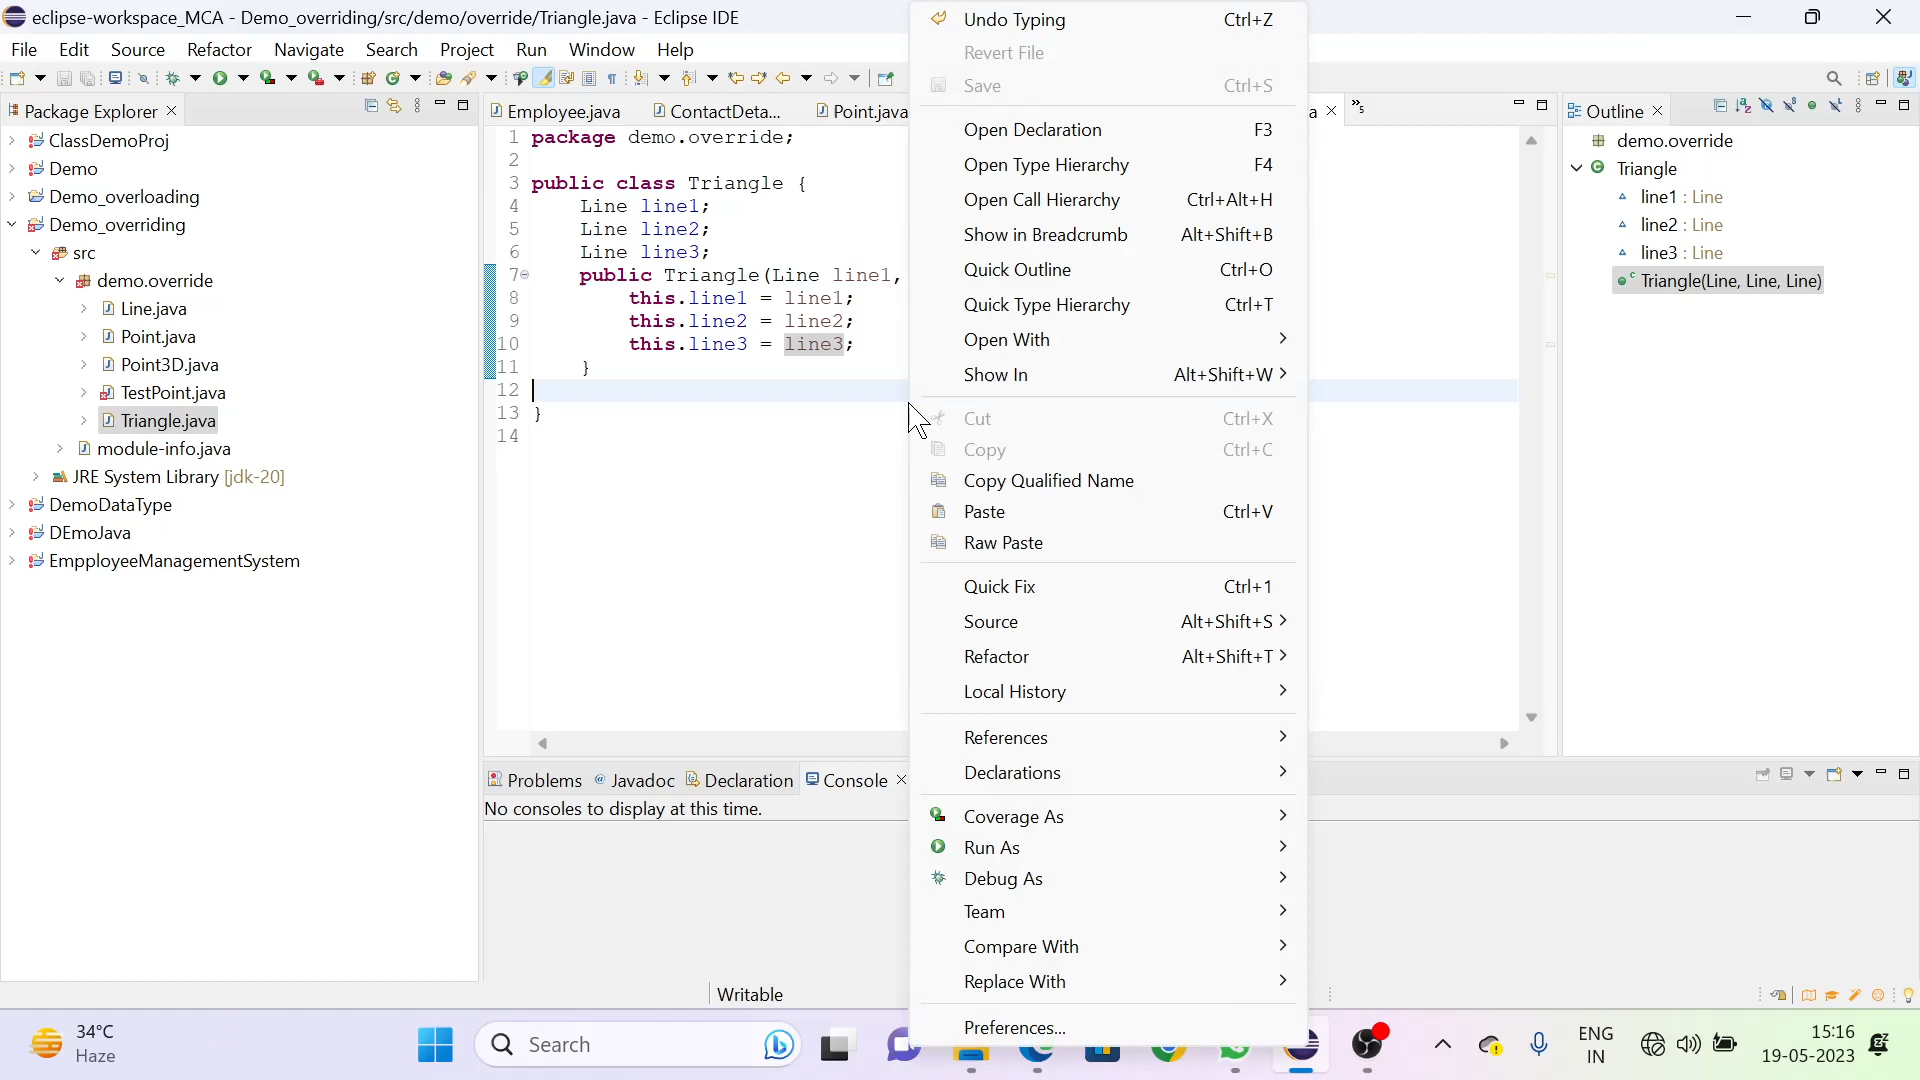 eclipse-workspace_MCA - Demo_overriding/src/demo/override/Triangle.java - Eclipse IDE
File Edit Source Refactor Navigate Search Project Run Window Help
Package Explorer
ClassDemoProj
Demo
Demo_overloading
Demo_overriding
src
demo.override
Line.java
Point.java
Point3D.java
TestPoint.java
Triangle.java
module-info.java
JRE System Library [jdk-20]
DemoDataType
DEmoJava
EmpployeeManagementSystem
Employee.java ContactDeta... Point.java a »5
1 package demo.override;
2
3 public class Triangle {
4 Line line1;
5 Line line2;
6 Line line3;
7 public Triangle(Line line1,
8 this.line1 = line1;
9 this.line2 = line2;
10 this.line3 = line3;
11 }
12
13 }
14
Undo Typing Ctrl+Z
Revert File
Save Ctrl+S
Open Declaration F3
Open Type Hierarchy F4
Open Call Hierarchy Ctrl+Alt+H
Show in Breadcrumb Alt+Shift+B
Quick Outline Ctrl+O
Quick Type Hierarchy Ctrl+T
Open With
Show In Alt+Shift+W
Cut Ctrl+X
Copy Ctrl+C
Copy Qualified Name
Paste Ctrl+V
Raw Paste
Quick Fix Ctrl+1
Source Alt+Shift+S
Refactor Alt+Shift+T
Local History
References
Declarations
Coverage As
Run As
Debug As
Team
Compare With
Replace With
Preferences...
Outline
demo.override
Triangle
line1 : Line
line2 : Line
line3 : Line
Triangle(Line, Line, Line)
Problems @ Javadoc Declaration Console
No consoles to display at this time.
Writable
34°C
Haze
Search
ENG
IN
15:16
19-05-2023